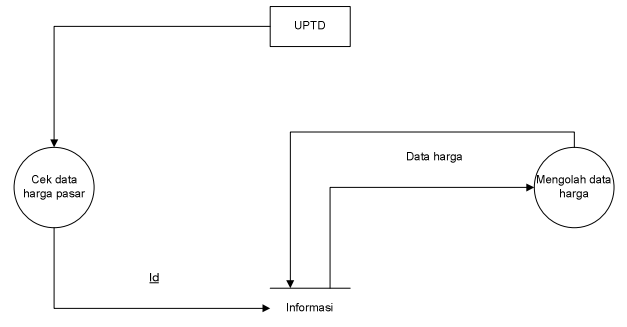 UPTD
Data harga
Cek data
harga pasar
Mengolah data
harga
Id
Informasi